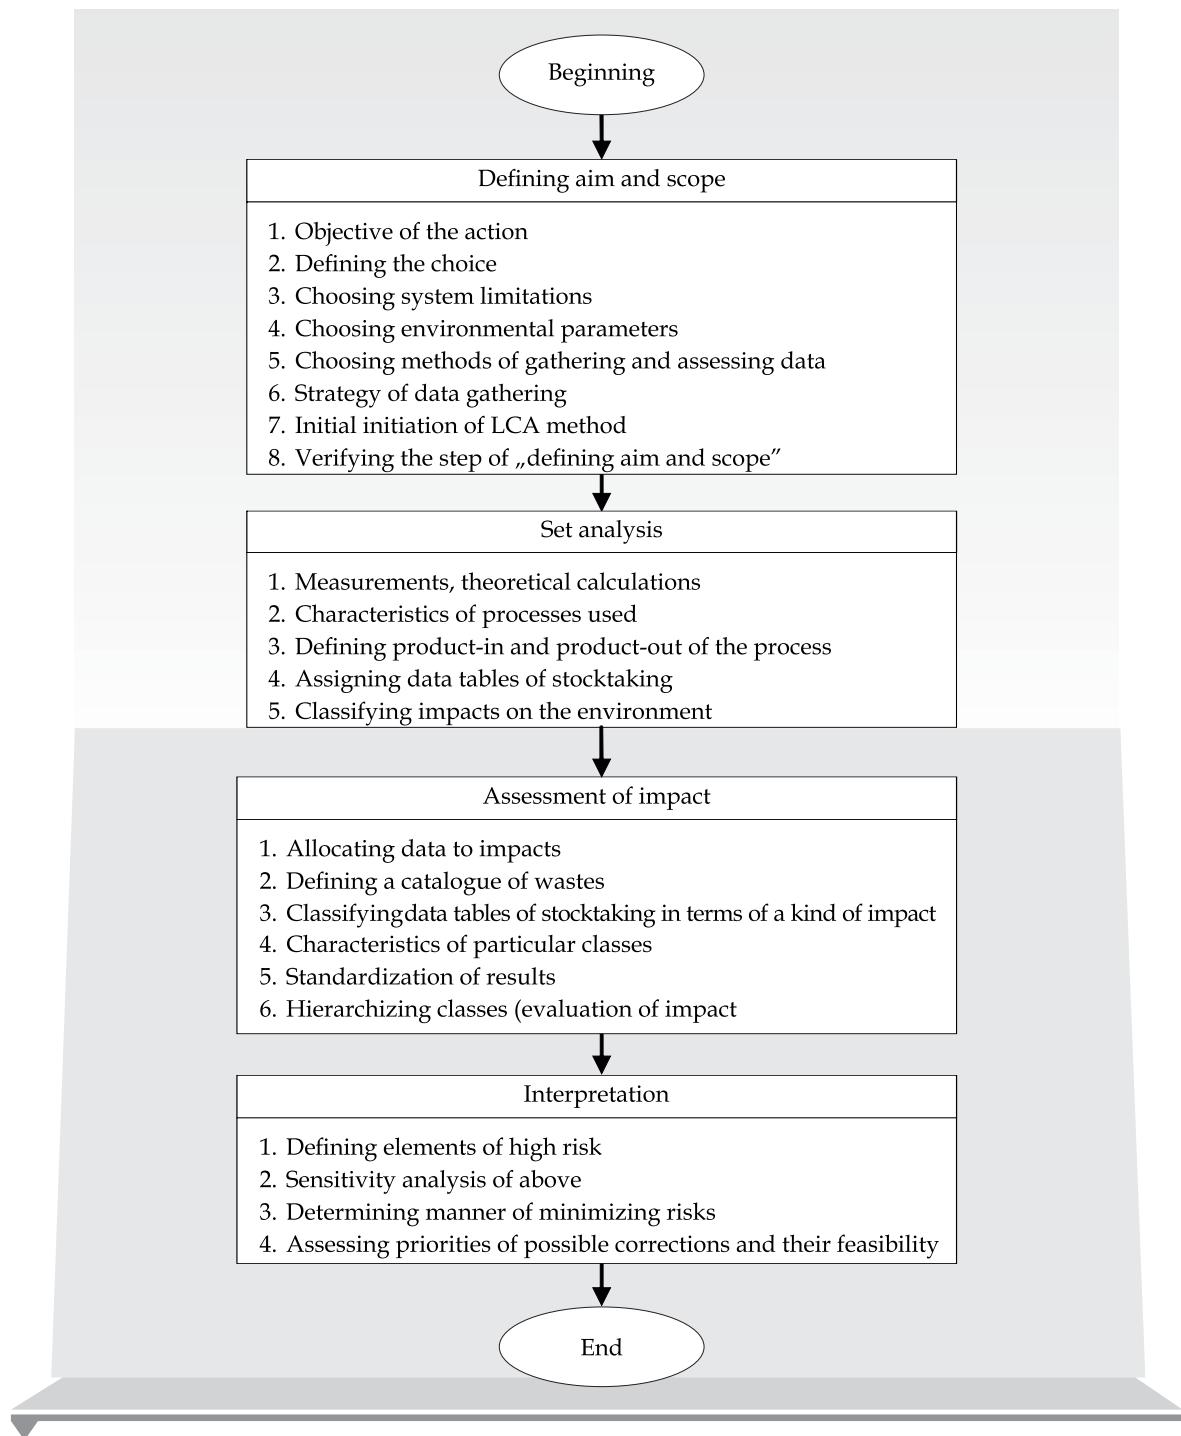 Beginning
Defining aim and scope
1. Objective of the action
2. Defining the choice
3. Choosing system limitations
4. Choosing environmental parameters
5. Choosing methods of gathering and assessing data
6. Strategy of data gathering
7. Initial initiation of LCA method
8. Verifying the step of „defining aim and scope”
Set analysis
1. Measurements, theoretical calculations
2. Characteristics of processes used
3. Defining product-in and product-out of the process
4. Assigning data tables of stocktaking
5. Classifying impacts on the environment
Assessment of impact
1. Allocating data to impacts
2. Defining a catalogue of wastes
3. Classifyingdata tables of stocktaking in terms of a kind of impact
4. Characteristics of particular classes
5. Standardization of results
6. Hierarchizing classes (evaluation of impact
Interpretation
1. Defining elements of high risk
2. Sensitivity analysis of above
3. Determining manner of minimizing risks
4. Assessing priorities of possible corrections and their feasibility
End